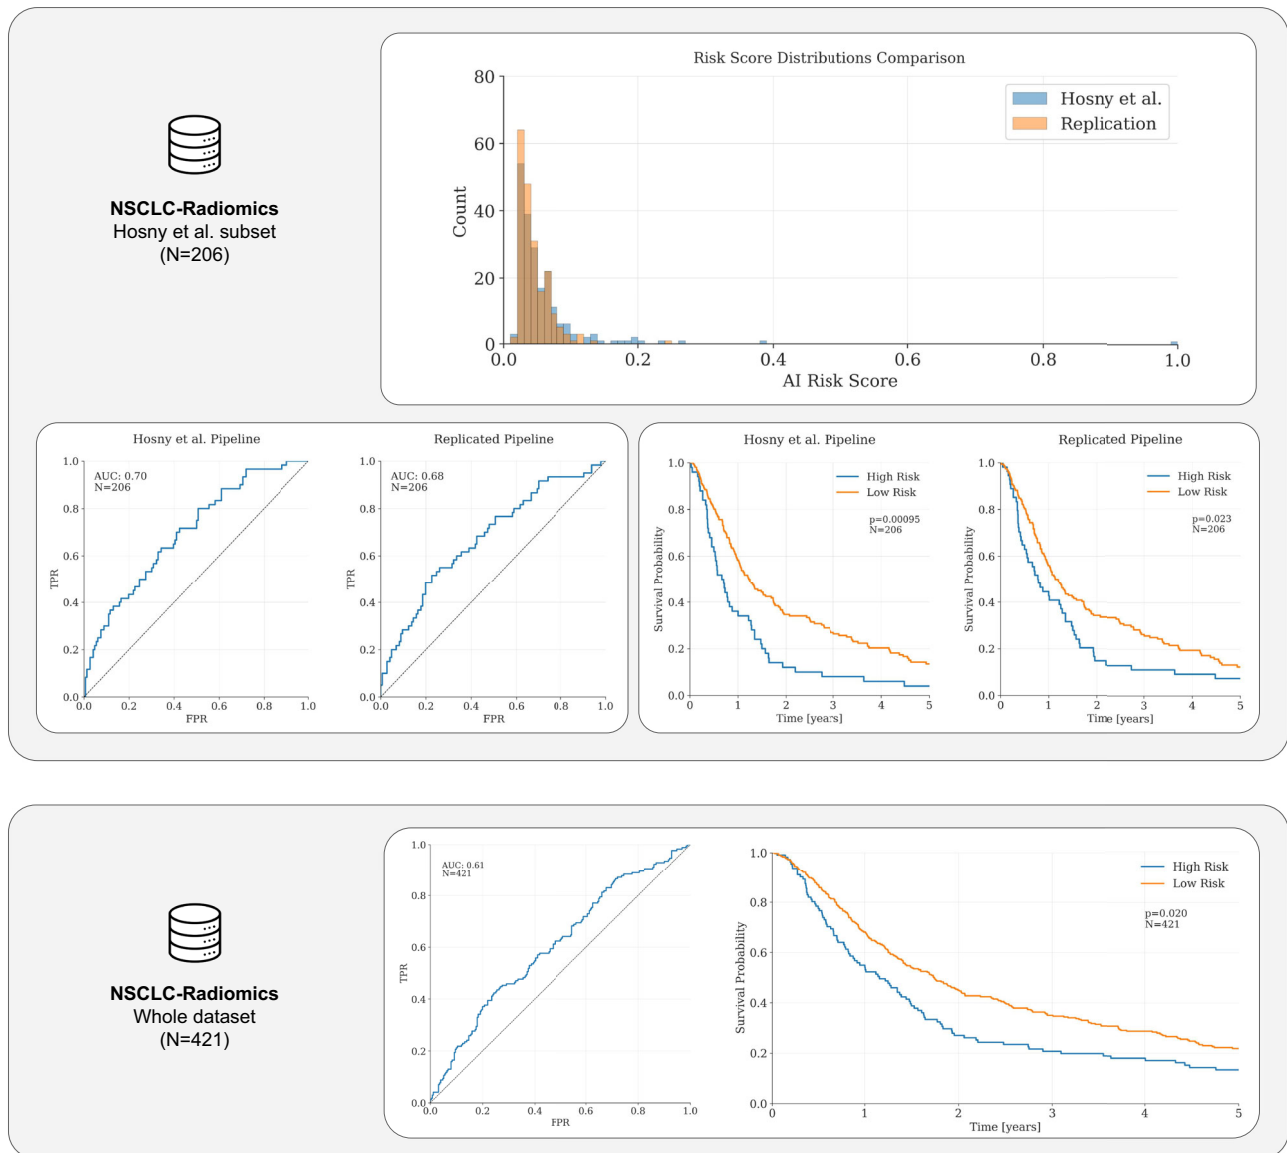 Risk Score Distributions Comparison
80
60
40
20
0
Count
0.0 0.2 0.4 0.6 0.8 1.0
AI Risk Score
Hosny et al.
Replication
NSCLC-Radiomics
Hosny et al. subset
(N=206)
Hosny et al. Pipeline
AUC: 0.70
N=206
1.0
0.8
0.6
0.4
0.2
0.0
TPR
0.0 0.2 0.4 0.6 0.8 1.0
FPR
Replicated Pipeline
AUC: 0.68
N=206
1.0
0.8
0.6
0.4
0.2
0.0
TPR
0.0 0.2 0.4 0.6 0.8 1.0
FPR
Hosny et al. Pipeline
High Risk
Low Risk
p=0.00095
N=206
1.0
0.8
0.6
0.4
0.2
0.0
Survival Probability
0 1 2 3 4 5
Time [years]
Replicated Pipeline
High Risk
Low Risk
p=0.023
N=206
1.0
0.8
0.6
0.4
0.2
0.0
Survival Probability
0 1 2 3 4 5
Time [years]
NSCLC-Radiomics
Whole dataset
(N=421)
AUC: 0.61
N=421
1.0
0.8
0.6
0.4
0.2
0.0
TPR
0.0 0.2 0.4 0.6 0.8 1.0
FPR
High Risk
Low Risk
p=0.020
N=421
1.0
0.8
0.6
0.4
0.2
0.0
Survival Probability
0 1 2 3 4 5
Time [years]